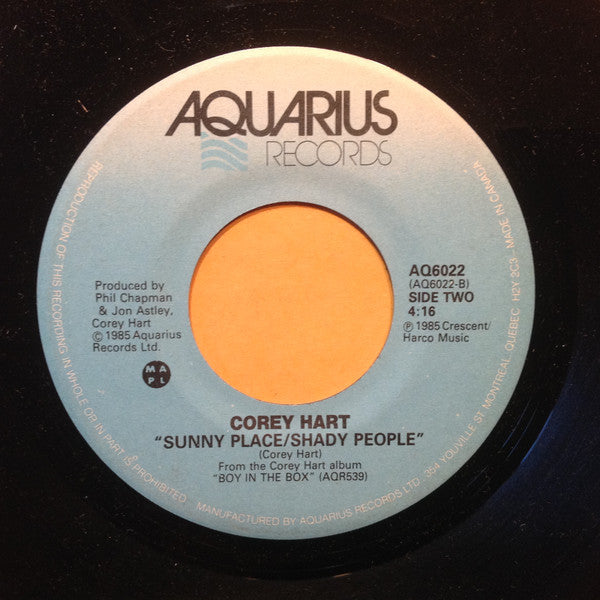 AQUARIUS
RECORDS
Produced by
Phil Chapman
& Jon Astley,
Corey Hart
© 1985 Aquarius
Records Ltd.
M A
P L
AQ6022
(AQ6022-B)
SIDE TWO
4:16
℗ 1985 Crescent/
Harco Music
COREY HART
"SUNNY PLACE/SHADY PEOPLE"
(Corey Hart)
From the Corey Hart album
"BOY IN THE BOX" (AQR539)
REPRODUCTION OF THIS RECORDING IN WHOLE OR IN PART IS PROHIBITED. MANUFACTURED BY AQUARIUS RECORDS LTD. 354 YOUVILLE ST. MONTREAL, QUEBEC H2Y 2C3 - MADE IN CANADA